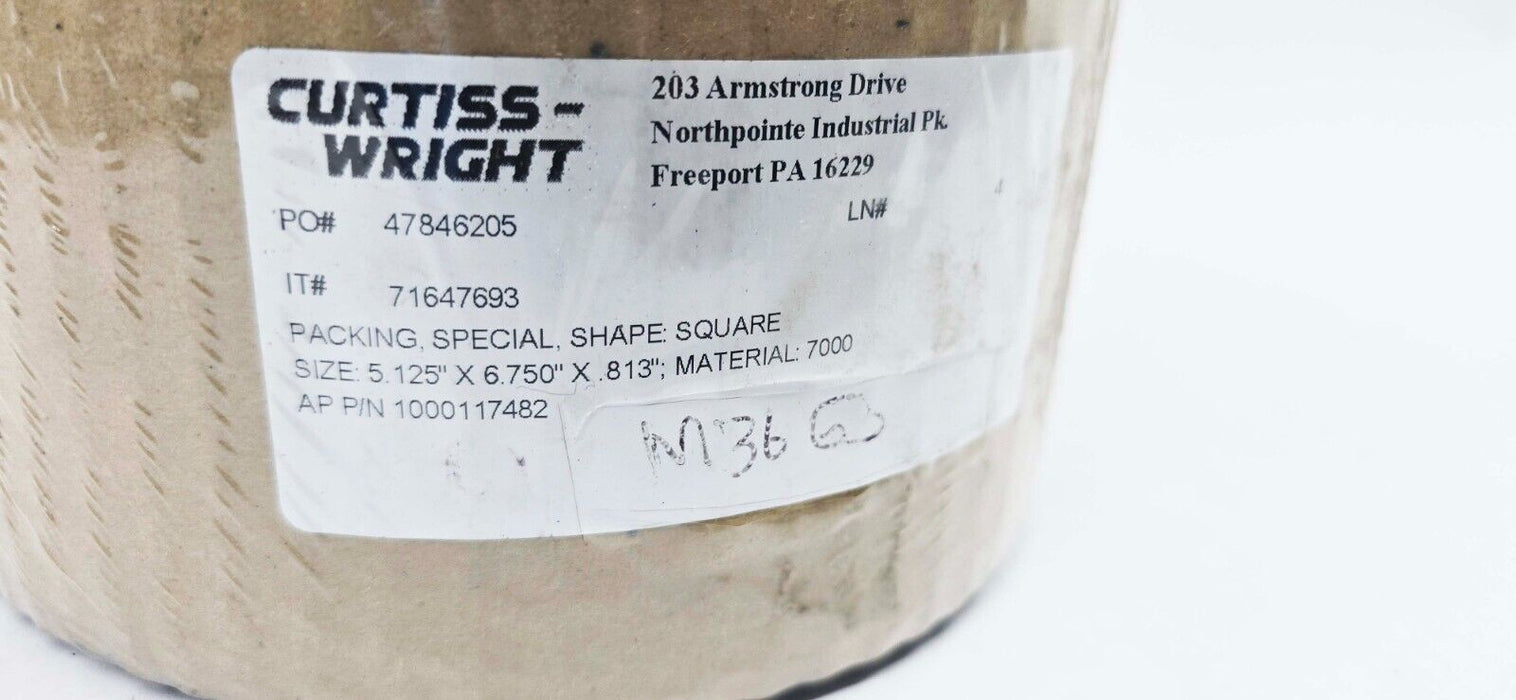 CURTISS-
WRIGHT
203 Armstrong Drive
Northpointe Industrial Pk.
Freeport PA 16229
PO# 47846205
LN#
IT# 71647693
PACKING, SPECIAL, SHAPE: SQUARE
SIZE: 5.125" X 6.750" X .813"; MATERIAL: 7000
AP P/N 1000117482
M36